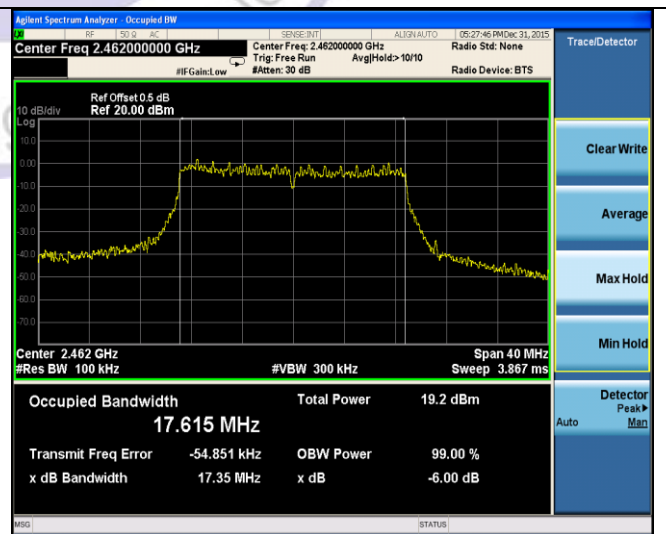 Agilent Spectrum Analyzer - Occupied BW
LXI RF 50 Ω AC SENSE:INT ALIGN AUTO 05:27:46 PM Dec 31, 2015
Center Freq 2.462000000 GHz
Center Freq: 2.462000000 GHz
Radio Std: None
Trig: Free Run Avg|Hold:> 10/10
#IFGain:Low #Atten: 30 dB Radio Device: BTS
Trace/Detector
Ref Offset 0.5 dB
10 dB/div Ref 20.00 dBm
Log
10.0
0.00
-10.0
-20.0
-30.0
-40.0
-50.0
-60.0
-70.0
Center 2.462 GHz Span 40 MHz
#Res BW 100 kHz #VBW 300 kHz Sweep 3.867 ms
Occupied Bandwidth Total Power 19.2 dBm
17.615 MHz
Transmit Freq Error -54.851 kHz OBW Power 99.00 %
x dB Bandwidth 17.35 MHz x dB -6.00 dB
Clear Write
Average
Max Hold
Min Hold
Detector
Peak▶
Auto Man
MSG STATUS